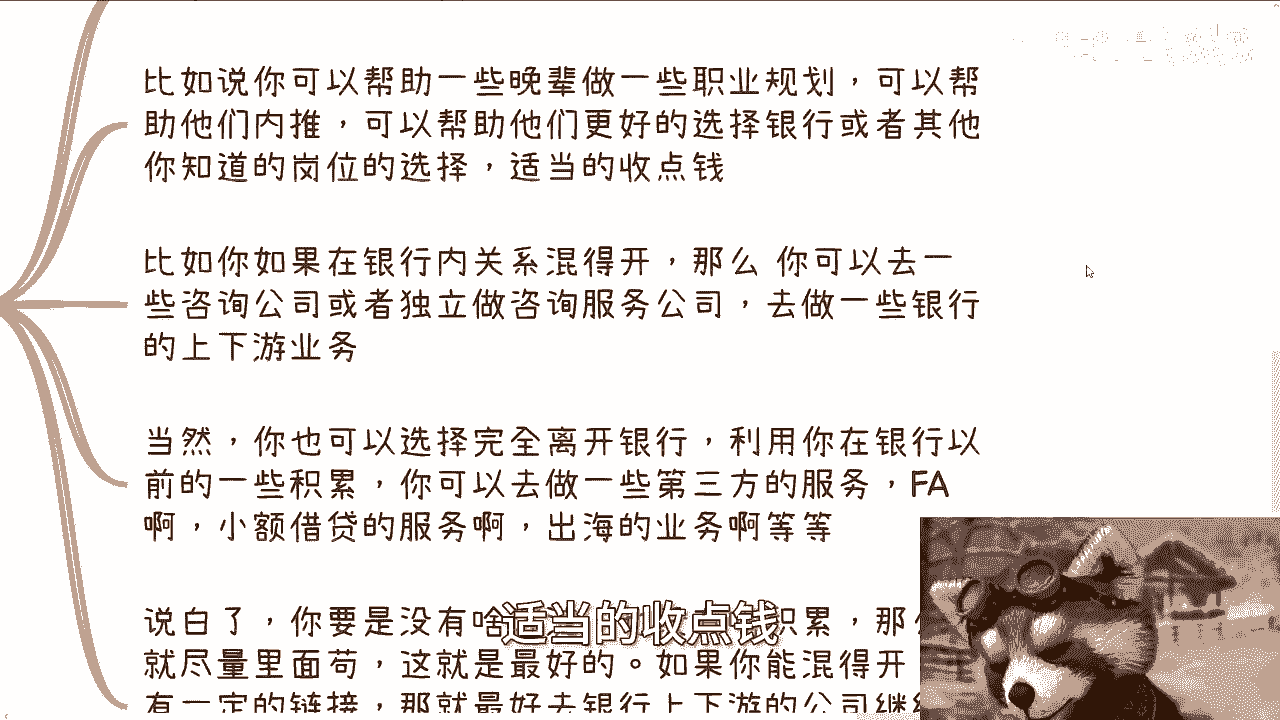 比如说你可以帮助一些晚辈做一些职业规划，可以帮
助他们内推，可以帮助他们更好的选择银行或者其他
你知道的岗位的选择，适当的收点钱
比如你如果在银行内关系混得开，那么 你可以去一
些咨询公司或者独立做咨询服务公司，去做一些银行
的上下游业务
当然，你也可以选择完全离开银行，利用你在银行以
前的一些积累，你可以去做一些第三方的服务，FA
啊，小额借贷的服务啊，出海的业务啊等等
说白了，你要是没有啥 积累，那
就尽量里面苟，这就是最好的。如果你能混得开
有一定的链接，那就最好去银行上下游的公司继
适当的收点钱